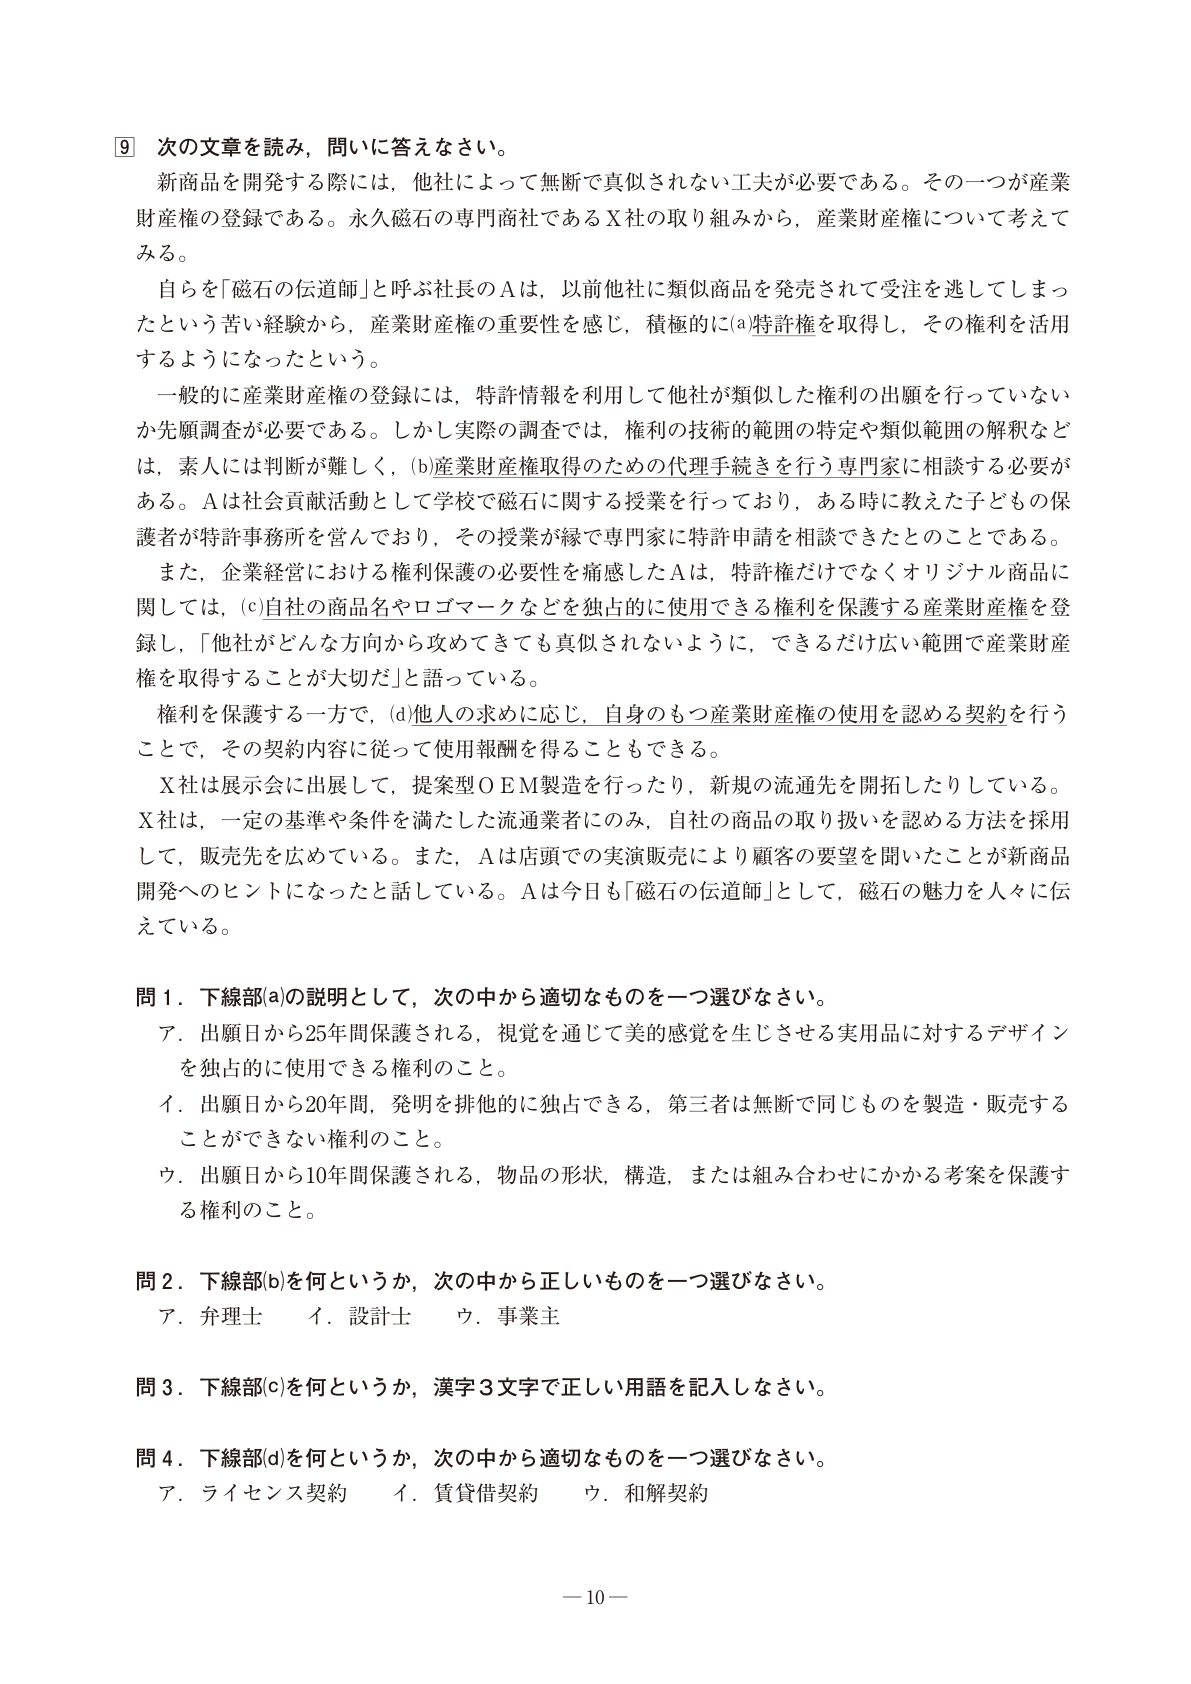 9 次の文章を読み，問いに答えなさい。
新商品を開発する際には，他社によって無断で真似されない工夫が必要である。その一つが産業
財産権の登録である。永久磁石の専門商社であるＸ社の取り組みから，産業財産権について考えて
みる。
自らを「磁石の伝道師」と呼ぶ社長のＡは，以前他社に類似商品を発売されて受注を逃してしまっ
たという苦い経験から，産業財産権の重要性を感じ，積極的に(a)特許権を取得し，その権利を活用
するようになったという。
一般的に産業財産権の登録には，特許情報を利用して他社が類似した権利の出願を行っていない
か先願調査が必要である。しかし実際の調査では，権利の技術的範囲の特定や類似範囲の解釈など
は，素人には判断が難しく，(b)産業財産権取得のための代理手続きを行う専門家に相談する必要が
ある。Ａは社会貢献活動として学校で磁石に関する授業を行っており，ある時に教えた子どもの保
護者が特許事務所を営んでおり，その授業が縁で専門家に特許申請を相談できたとのことである。
また，企業経営における権利保護の必要性を痛感したＡは，特許権だけでなくオリジナル商品に
関しては，(c)自社の商品名やロゴマークなどを独占的に使用できる権利を保護する産業財産権を登
録し，「他社がどんな方向から攻めてきても真似されないように，できるだけ広い範囲で産業財産
権を取得することが大切だ」と語っている。
権利を保護する一方で，(d)他人の求めに応じ，自身のもつ産業財産権の使用を認める契約を行う
ことで，その契約内容に従って使用報酬を得ることもできる。
Ｘ社は展示会に出展して，提案型ＯＥＭ製造を行ったり，新規の流通先を開拓したりしている。
Ｘ社は，一定の基準や条件を満たした流通業者にのみ，自社の商品の取り扱いを認める方法を採用
して，販売先を広めている。また，Ａは店頭での実演販売により顧客の要望を聞いたことが新商品
開発へのヒントになったと話している。Ａは今日も「磁石の伝道師」として，磁石の魅力を人々に伝
えている。
問１．下線部(a)の説明として，次の中から適切なものを一つ選びなさい。
ア．出願日から25年間保護される，視覚を通じて美的感覚を生じさせる実用品に対するデザイン
を独占的に使用できる権利のこと。
イ．出願日から20年間，発明を排他的に独占できる，第三者は無断で同じものを製造・販売する
ことができない権利のこと。
ウ．出願日から10年間保護される，物品の形状，構造，または組み合わせにかかる考案を保護す
る権利のこと。
問２．下線部(b)を何というか，次の中から正しいものを一つ選びなさい。
ア．弁理士　　イ．設計士　　ウ．事業主
問３．下線部(c)を何というか，漢字３文字で正しい用語を記入しなさい。
問４．下線部(d)を何というか，次の中から適切なものを一つ選びなさい。
ア．ライセンス契約　　イ．賃貸借契約　　ウ．和解契約
― 10 ―